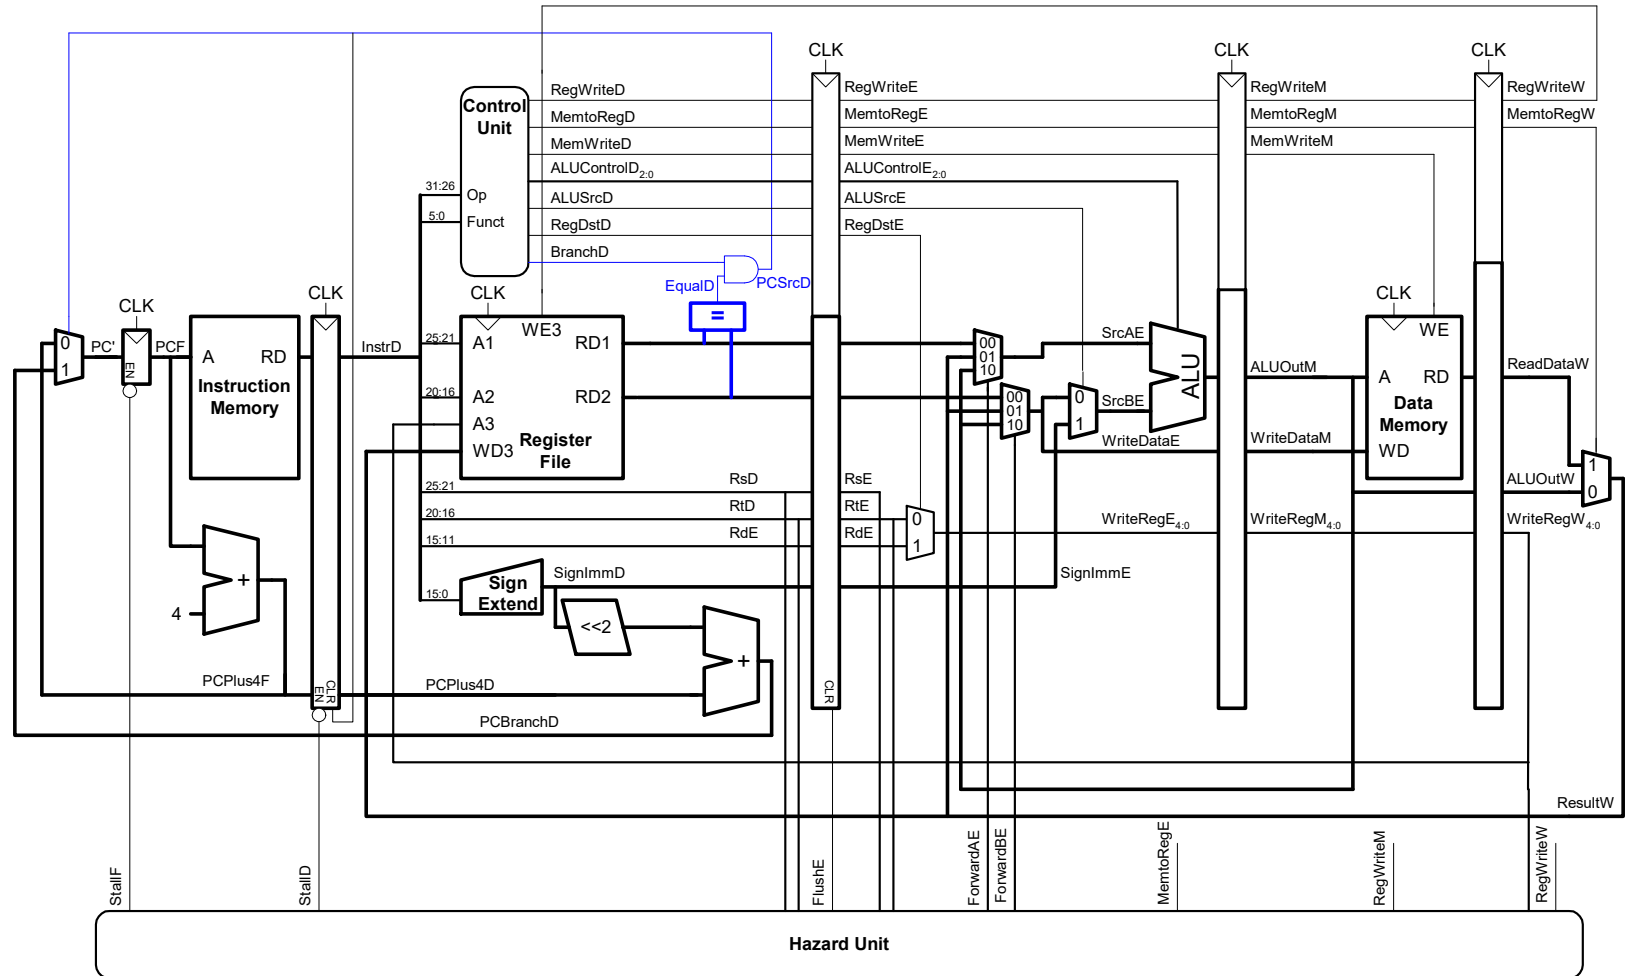 CLK
CLK
CLK
RegWriteD
RegWriteE
RegWriteM
RegWriteW
Control
Unit
MemtoRegD
MemtoRegE
MemtoRegM
MemtoRegW
MemWriteD
MemWriteE
MemWriteM
ALUControlD2:0
ALUControlE2:0
31:26
Op
ALUSrcD
ALUSrcE
5:0
Funct
RegDstD
RegDstE
BranchD
EqualD
PCSrcD
CLK
CLK
CLK
CLK
=
WE3
WE
0
1
PC'
EN
PCF
A
RD
Instruction
Memory
InstrD
25:21
A1
RD1
20:16
A2
RD2
A3
WD3
Register
File
00
01
10
00
01
10
SrcAE
0
1
SrcBE
ALU
ALUOutM
A
RD
Data
Memory
WD
ReadDataW
WriteDataE
WriteDataM
1
0
ALUOutW
25:21
RsD
RsE
20:16
RtD
RtE
0
1
15:11
RdE
RdE
WriteRegE4:0
WriteRegM4:0
WriteRegW4:0
SignImmD
SignImmE
15:0
Sign
Extend
+
4
<<2
+
PCPlus4F
EN
CLR
PCPlus4D
CLR
PCBranchD
ResultW
StallF
StallD
FlushE
ForwardAE
ForwardBE
MemtoRegE
RegWriteM
RegWriteW
Hazard Unit